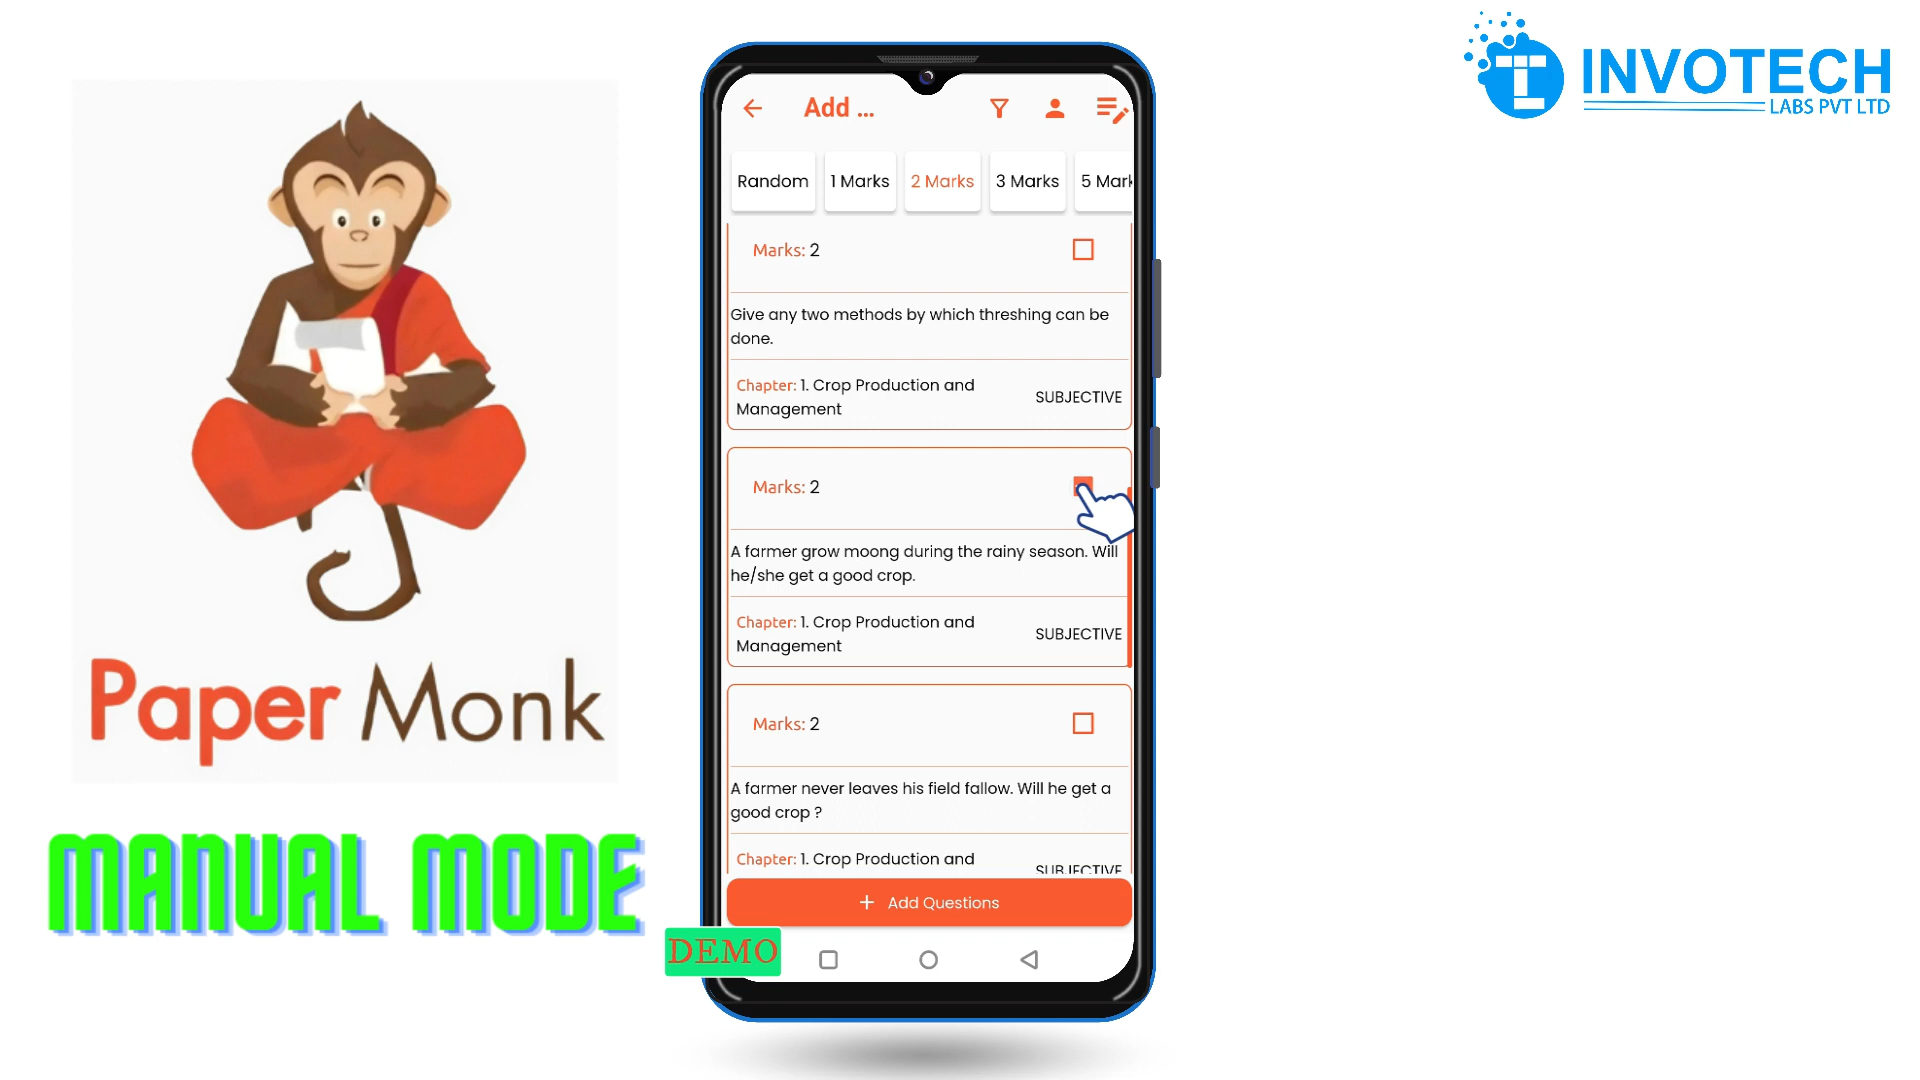 INVOTECH
LABS PVT LTD
Paper Monk
MANUAL MODE
DEMO
Add ...
Random
1 Marks
2 Marks
3 Marks
5 Mark
Marks: 2
Give any two methods by which threshing can be
done.
Chapter: 1. Crop Production and
Management
SUBJECTIVE
Marks: 2
A farmer grow moong during the rainy season. Will
he/she get a good crop.
Chapter: 1. Crop Production and
Management
SUBJECTIVE
Marks: 2
A farmer never leaves his field fallow. Will he get a
good crop ?
Chapter: 1. Crop Production and
SUBJECTIVE
+ Add Questions